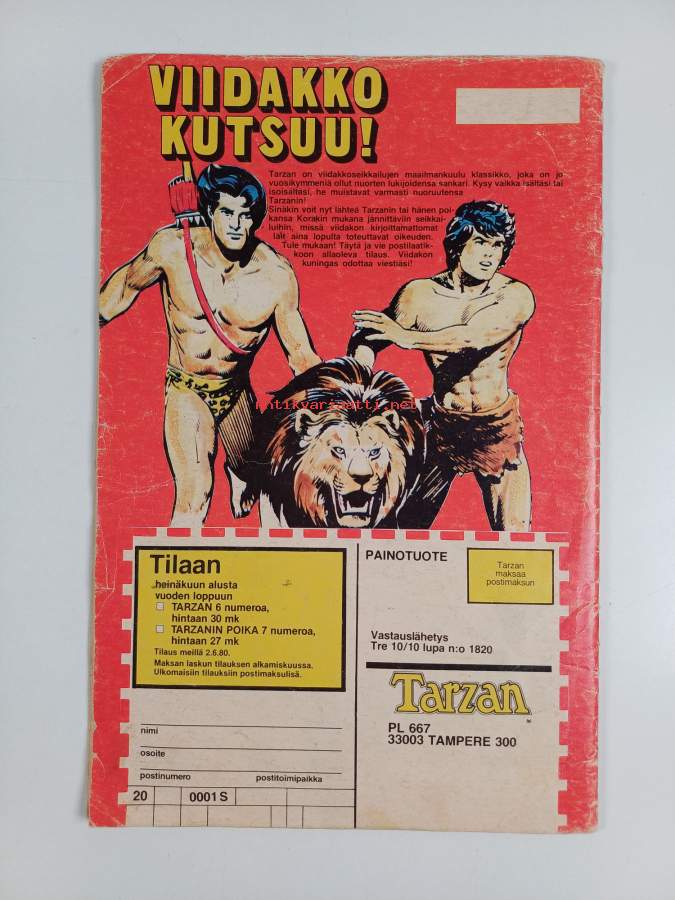 VIIDAKKO
KUTSUU!
Tarzan on viidakkoseikkailujen maailmankuulu klassikko, joka on jo
vuosikymmeniä ollut nuorten lukijoidensa sankari. Kysy vaikka isältäsi tai
isoisältäsi, he muistavat varmasti nuoruutensa
Tarzanin!
Sinäkin voit nyt lähteä Tarzanin tai hänen poi-
kansa Korakin mukana jännittäviin seikkai-
luihin, missä viidakon kirjoittamattomat
lait aina lopulta toteuttavat oikeuden.
Tule mukaan! Täytä ja vie postilaatik-
koon allaoleva tilaus. Viidakon
kuningas odottaa viestiäsi!
antikvariaatti.net
Tilaan
heinäkuun alusta
vuoden loppuun
TARZAN 6 numeroa,
hintaan 30 mk
TARZANIN POIKA 7 numeroa,
hintaan 27 mk
Tilaus meillä 2.6.80.
Maksan laskun tilauksen alkamiskuussa.
Ulkomaisiin tilauksiin postimaksulisä.
nimi
osoite
postinumero postitoimipaikka
20 0001 S
PAINOTUOTE
Tarzan
maksaa
postimaksun
Vastauslähetys
Tre 10/10 lupa n:o 1820
Tarzan
PL 667
33003 TAMPERE 300